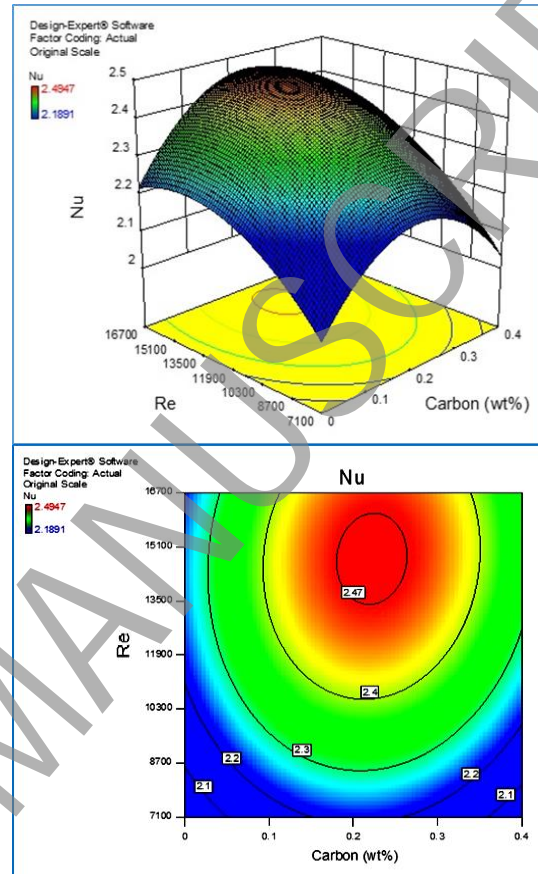 Design-Expert® Software
Factor Coding: Actual
Original Scale
Nu
2.4947
2.1891
2.5
2.4
2.3
2.2
2.1
2
Nu
16700
15100
13500
11900
10300
8700
7100
Re
0
0.1
0.2
0.3
0.4
Carbon (wt%)
Design-Expert® Software
Factor Coding: Actual
Original Scale
Nu
2.4947
2.1891
Nu
16700
15100
13500
11900
10300
8700
7100
Re
2.47
2.4
2.3
2.2
2.2
2.1
2.1
0
0.1
0.2
0.3
0.4
Carbon (wt%)
MANUSCRI